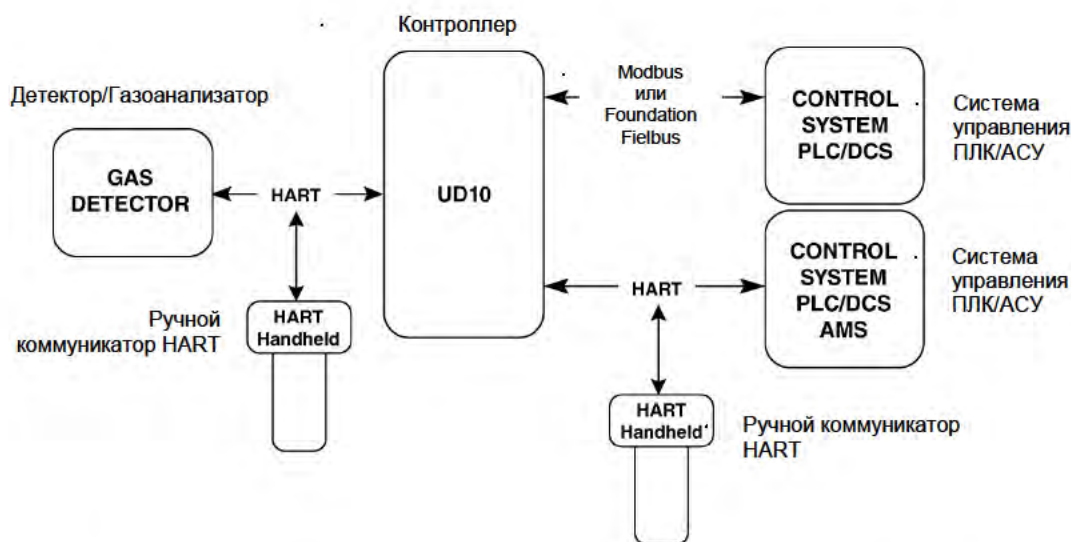 Контроллер
Детектор/Газоанализатор
GAS
DETECTOR
HART
UD10
Modbus
или
Foundation
Fielbus
CONTROL
SYSTEM
PLC/DCS
Система
управления
ПЛК/АСУ
HART
CONTROL
SYSTEM
PLC/DCS
AMS
Система
управления
ПЛК/АСУ
Ручной
коммуникатор HART
HART
Handheld
HART
Handheld
Ручной коммуникатор
HART